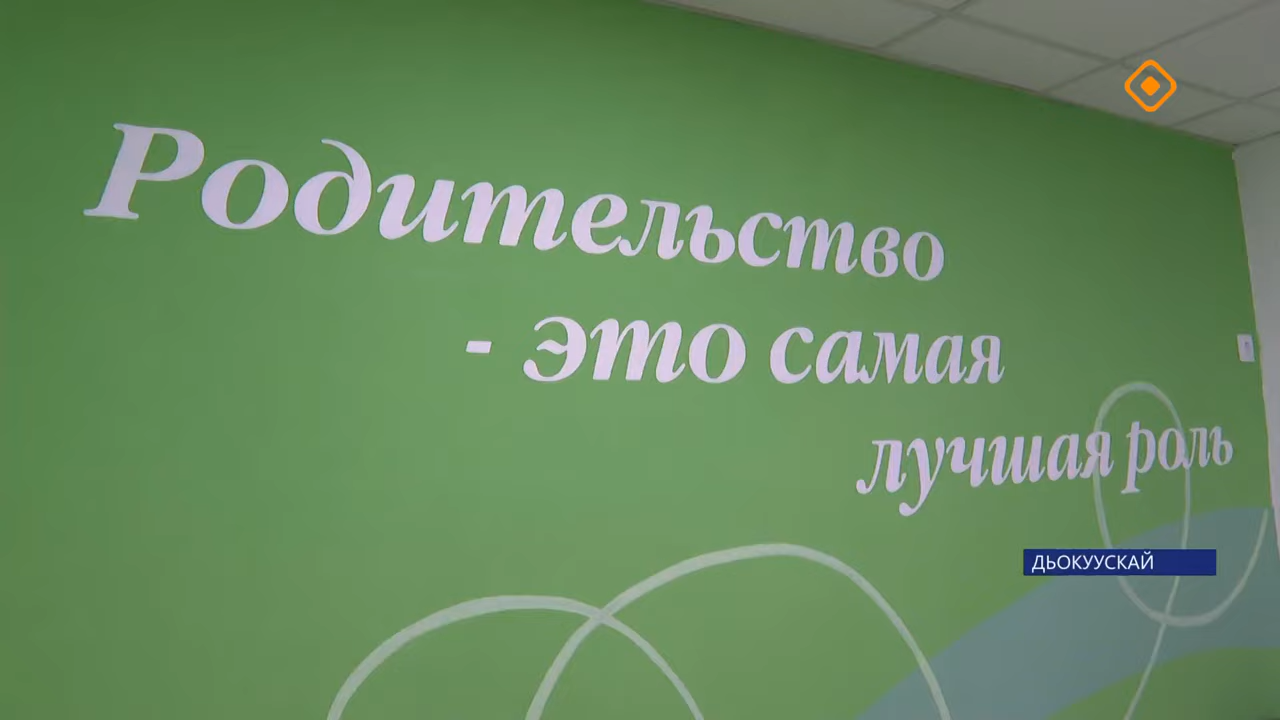 Родительство
- это самая
лучшая роль
ДЬОКУУСКАЙ